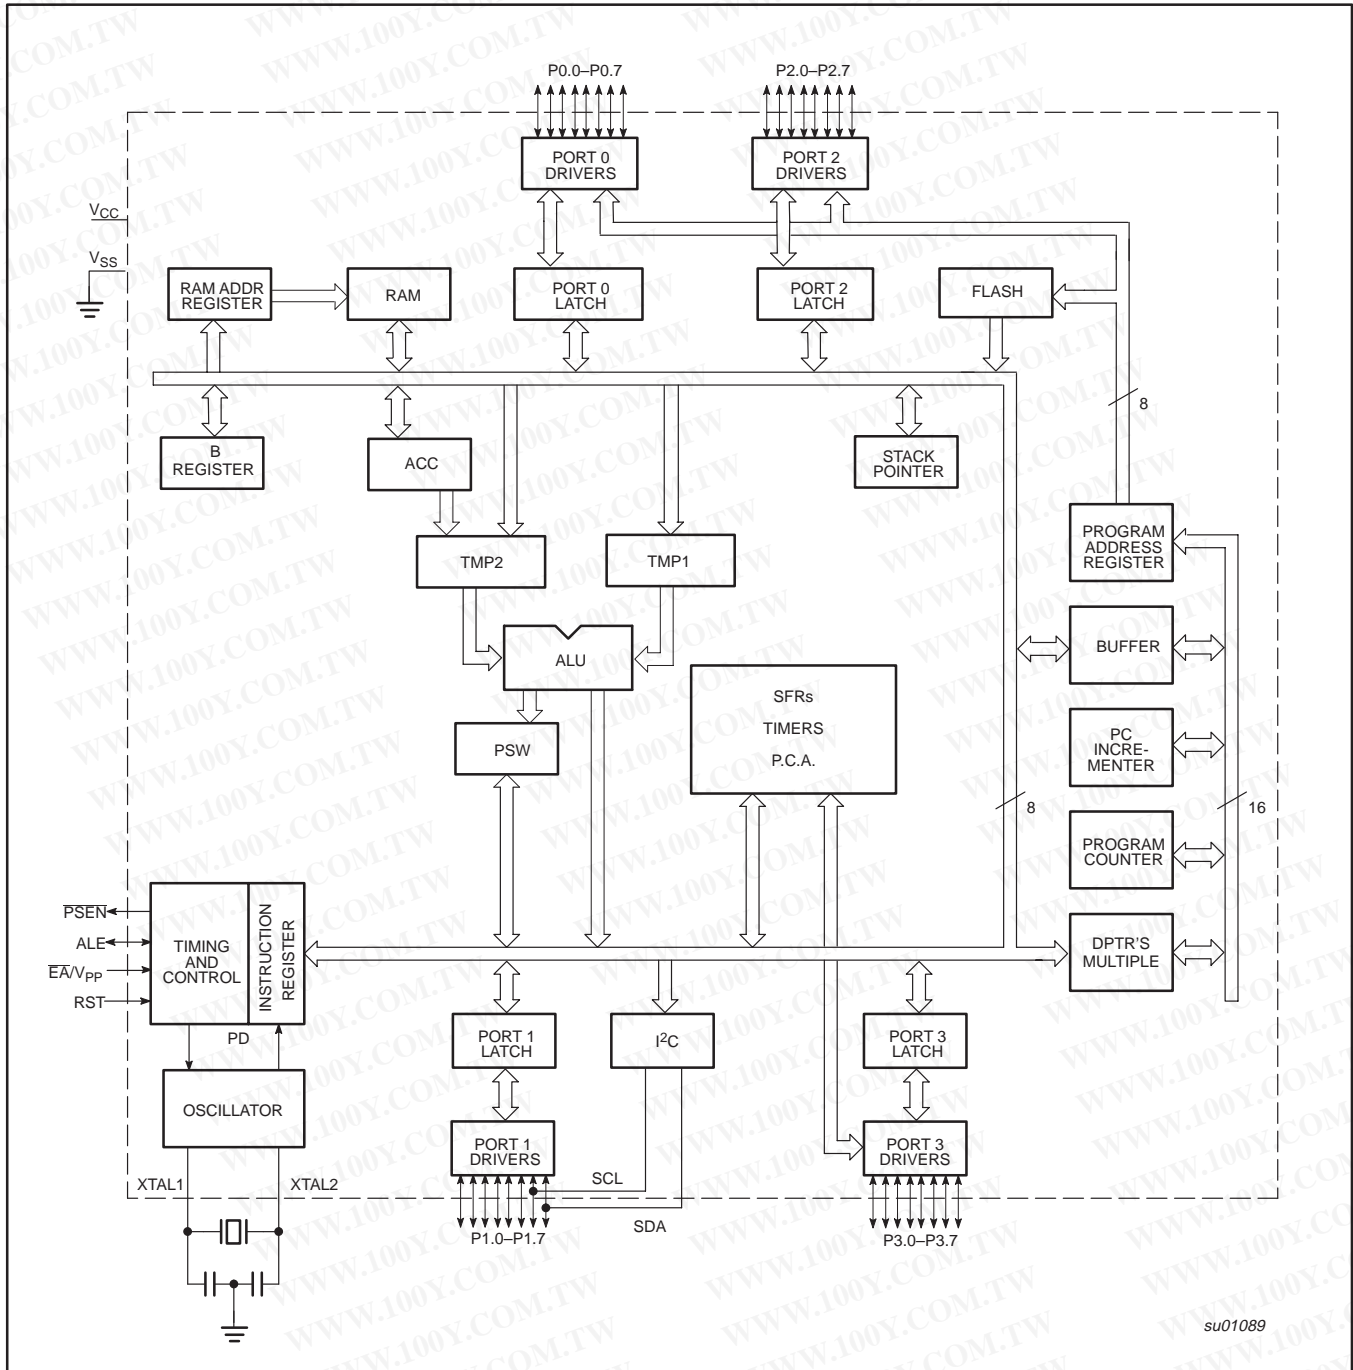 P0.0–P0.7
P2.0–P2.7
PORT 0
DRIVERS
PORT 2
DRIVERS
VCC
VSS
RAM ADDR
REGISTER
RAM
PORT 0
LATCH
PORT 2
LATCH
FLASH
8
B
REGISTER
ACC
STACK
POINTER
TMP2
TMP1
PROGRAM
ADDRESS
REGISTER
ALU
BUFFER
SFRs
TIMERS
P.C.A.
PSW
PC
INCRE-
MENTER
8
16
PROGRAM
COUNTER
PSEN
ALE
EA/VPP
RST
TIMING
AND
CONTROL
INSTRUCTION
REGISTER
DPTR'S
MULTIPLE
PD
PORT 1
LATCH
I²C
PORT 3
LATCH
OSCILLATOR
PORT 1
DRIVERS
PORT 3
DRIVERS
XTAL1
XTAL2
SCL
SDA
P1.0–P1.7
P3.0–P3.7
su01089
WWW.100Y.COM.TW